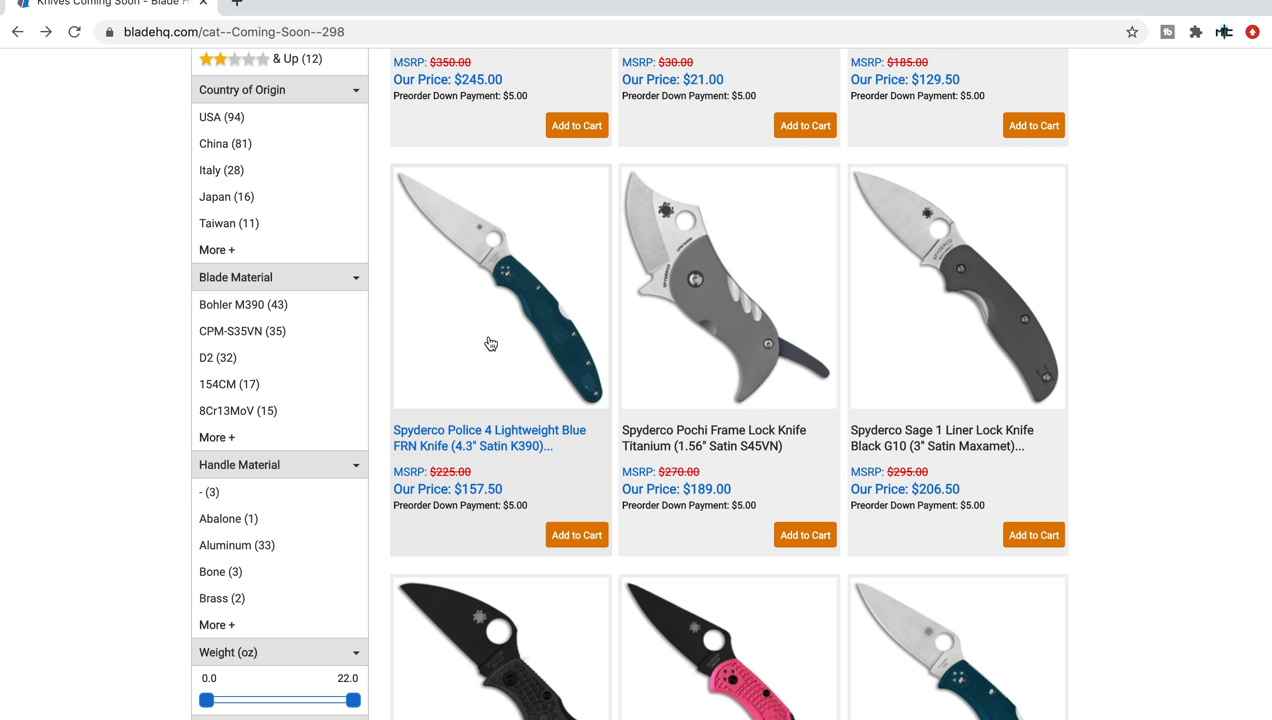 Knives Coming Soon - Blade H
bladehq.com/cat--Coming-Soon--298
& Up (12)
Country of Origin
USA (94)
China (81)
Italy (28)
Japan (16)
Taiwan (11)
More +
Blade Material
Bohler M390 (43)
CPM-S35VN (35)
D2 (32)
154CM (17)
8Cr13MoV (15)
More +
Handle Material
- (3)
Abalone (1)
Aluminum (33)
Bone (3)
Brass (2)
More +
Weight (oz)
0.0 22.0
MSRP: $350.00
Our Price: $245.00
Preorder Down Payment: $5.00
Add to Cart
MSRP: $30.00
Our Price: $21.00
Preorder Down Payment: $5.00
Add to Cart
MSRP: $185.00
Our Price: $129.50
Preorder Down Payment: $5.00
Add to Cart
Spyderco Police 4 Lightweight Blue
FRN Knife (4.3" Satin K390)...
MSRP: $225.00
Our Price: $157.50
Preorder Down Payment: $5.00
Add to Cart
SPYDERCO
Spyderco Pochi Frame Lock Knife
Titanium (1.56" Satin S45VN)
MSRP: $270.00
Our Price: $189.00
Preorder Down Payment: $5.00
Add to Cart
SPYDERCO
Spyderco Sage 1 Liner Lock Knife
Black G10 (3" Satin Maxamet)...
MSRP: $295.00
Our Price: $206.50
Preorder Down Payment: $5.00
Add to Cart